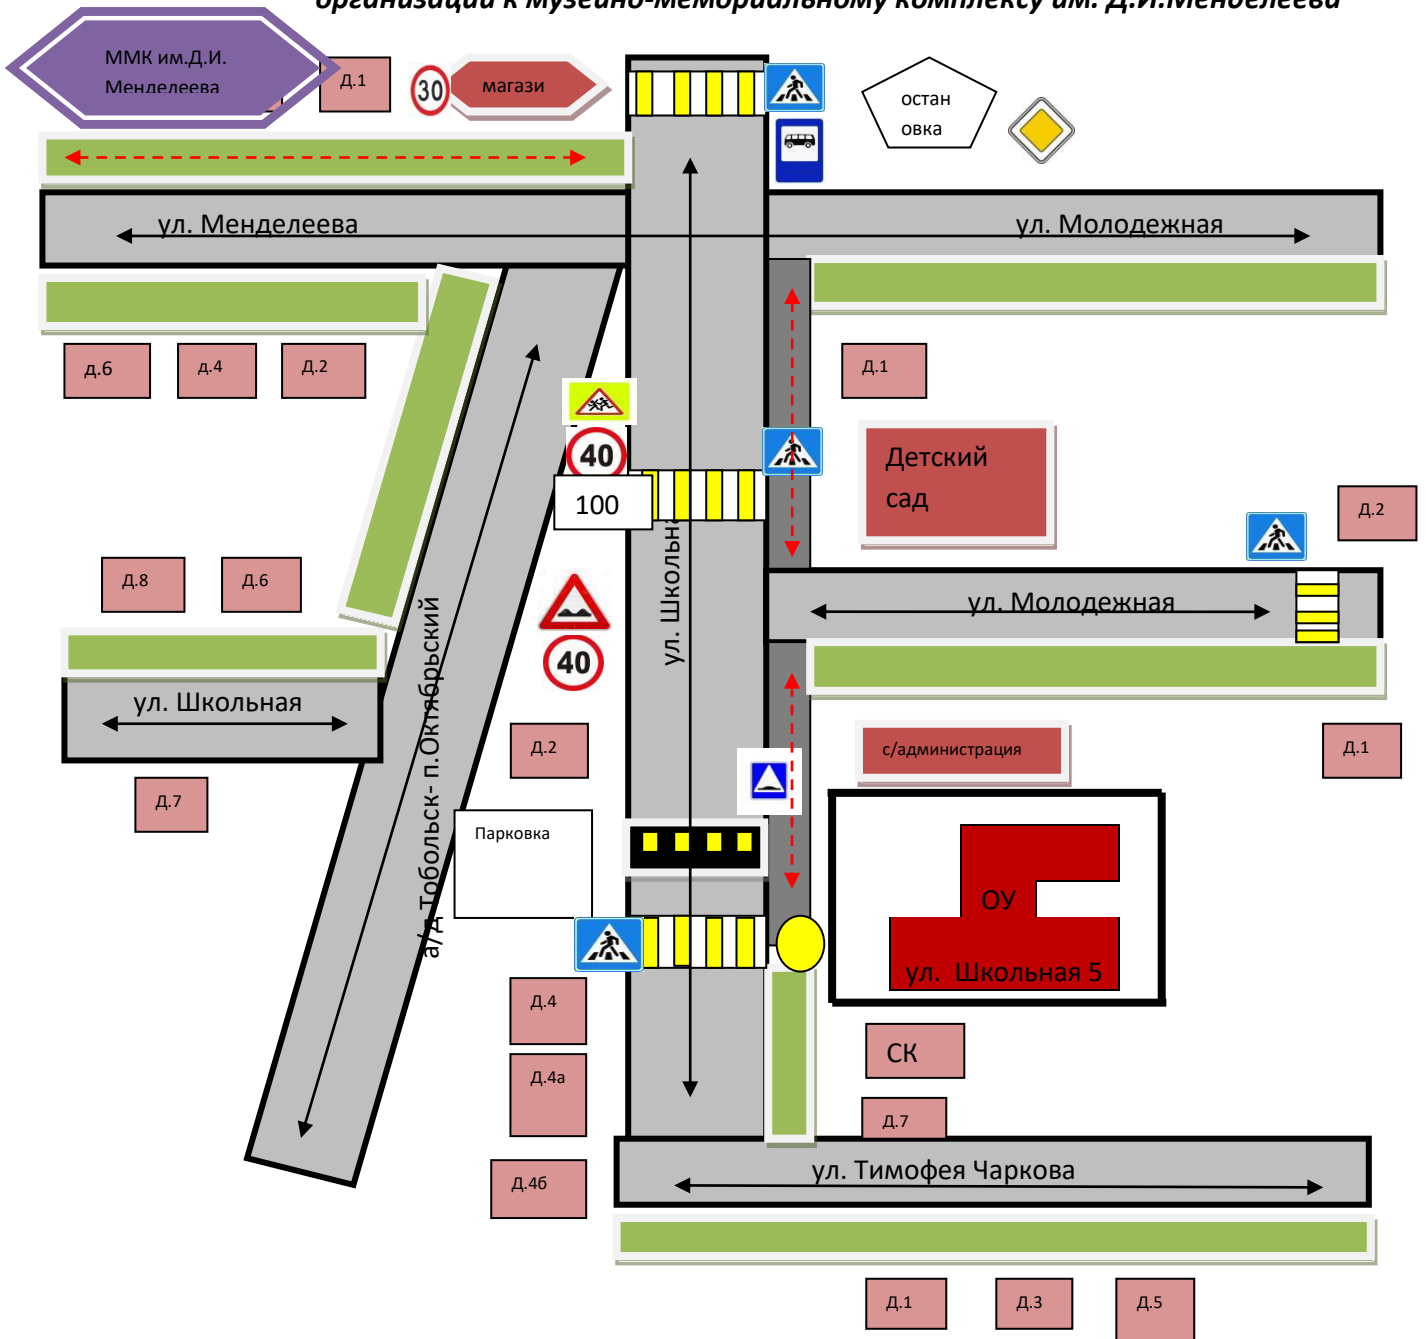 организации к музейно-мемориальному комплексу им. Д.И.Менделеева
ММК им.Д.И.
Менделеева
Д.1
30
магази
остан
овка
ул. Менделеева
ул. Молодежная
д.6
д.4
Д.2
Д.1
40
100
Детский
сад
Д.2
Д.8
Д.6
ул. Школьн
ул. Молодежная
40
а/д Тобольск- п.Октябрьский
ул. Школьная
Д.7
Д.2
с/администрация
Д.1
Парковка
ОУ
ул. Школьная 5
Д.4
СК
Д.4а
Д.7
Д.4б
ул. Тимофея Чаркова
Д.1
Д.3
Д.5